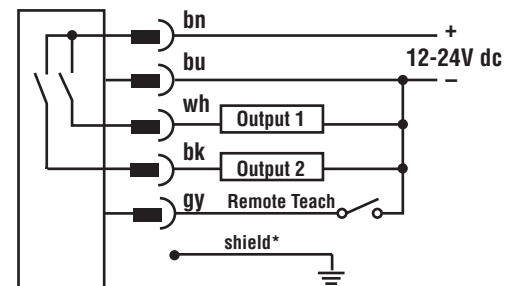 bn
+
12-24V dc
bu
–
wh
Output 1
bk
Output 2
gy
Remote Teach
shield*